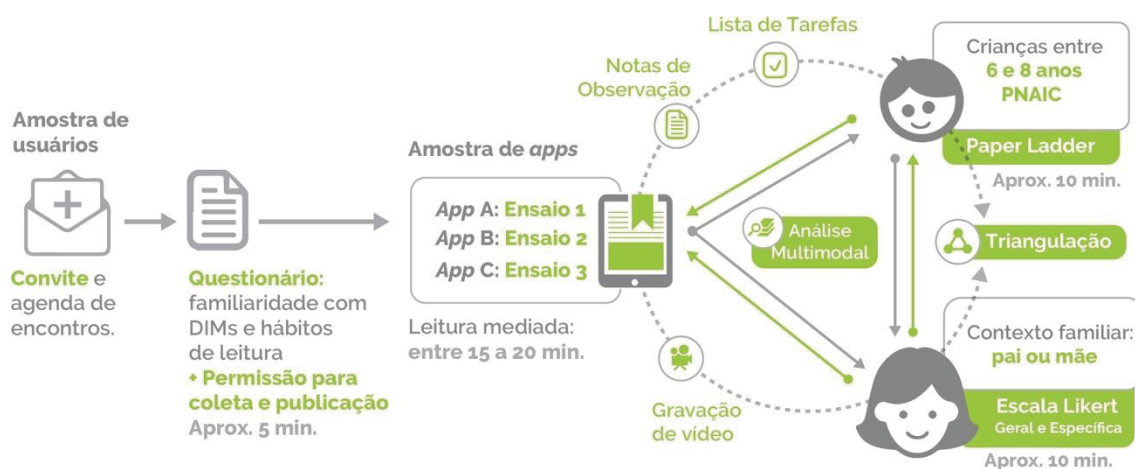 Amostra de
usuários
Convite e
agenda de
encontros.
Questionário:
familiaridade com
DIMs e hábitos
de leitura
+ Permissão para
coleta e publicação
Aprox. 5 min.
Amostra de apps
App A: Ensaio 1
App B: Ensaio 2
App C: Ensaio 3
Leitura mediada:
entre 15 a 20 min.
Notas de
Observação
Lista de Tarefas
Gravação
de vídeo
Análise
Multimodal
Crianças entre
6 e 8 anos
PNAIC
Paper Ladder
Aprox. 10 min.
Triangulação
Contexto familiar:
pai ou mãe
Escala Likert
Geral e Específica
Aprox. 10 min.